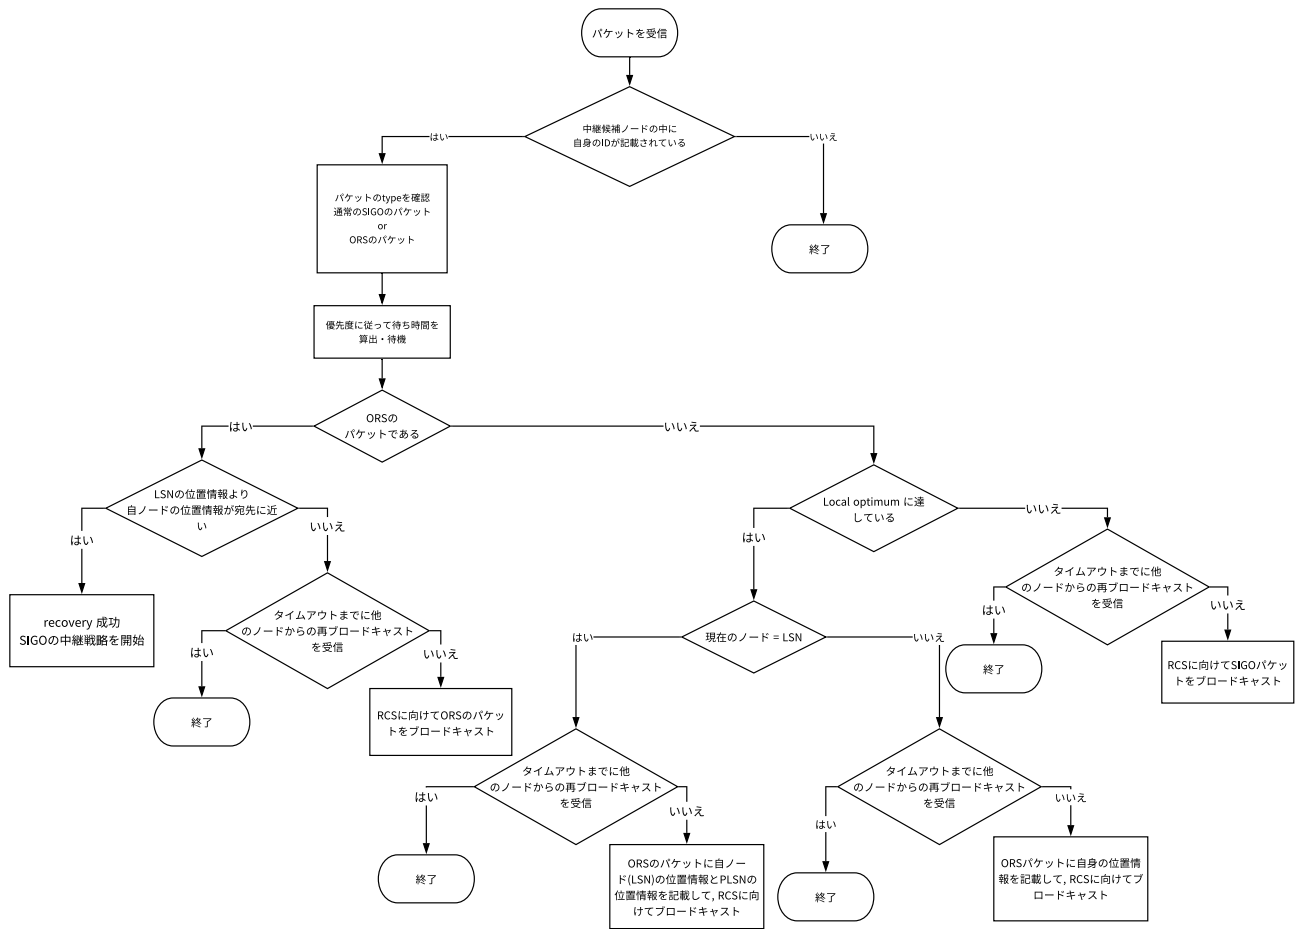 パケットを受信
中継候補ノードの中に
自身のIDが記載されている
はい
いいえ
パケットのtypeを確認
通常のSIGOのパケット
or
ORSのパケット
終了
優先度に従って待ち時間を
算出・待機
ORSの
パケットである
はい
いいえ
LSNの位置情報より
自ノードの位置情報が宛先に近
い
はい
いいえ
Local optimum に達
している
はい
いいえ
recovery 成功
SIGOの中継戦略を開始
タイムアウトまでに他
のノードからの再ブロードキャスト
を受信
はい
いいえ
終了
RCSに向けてORSのパケッ
トをブロードキャスト
現在のノード = LSN
はい
いいえ
タイムアウトまでに他
のノードからの再ブロードキャスト
を受信
はい
いいえ
終了
RCSに向けてSIGOパケッ
トをブロードキャスト
タイムアウトまでに他
のノードからの再ブロードキャスト
を受信
はい
いいえ
終了
ORSのパケットに自ノー
ド(LSN)の位置情報とPLSNの
位置情報を記載して, RCSに向
けてブロードキャスト
タイムアウトまでに他
のノードからの再ブロードキャスト
を受信
はい
いいえ
終了
ORSパケットに自身の位置情
報を記載して, RCSに向けてブ
ロードキャスト